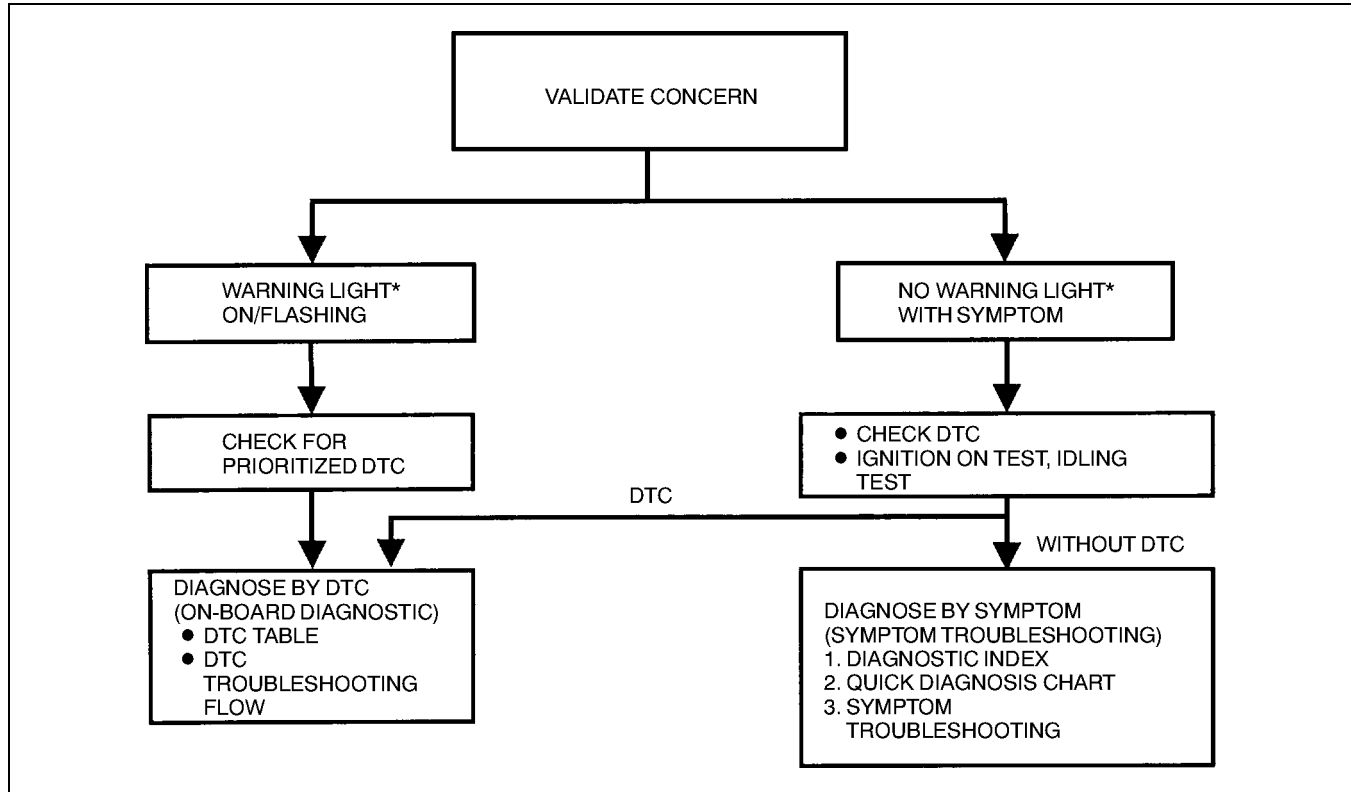 VALIDATE CONCERN
WARNING LIGHT*
ON/FLASHING
NO WARNING LIGHT*
WITH SYMPTOM
CHECK FOR
PRIORITIZED DTC
● CHECK DTC
● IGNITION ON TEST, IDLING
TEST
DTC
WITHOUT DTC
DIAGNOSE BY DTC
(ON-BOARD DIAGNOSTIC)
● DTC TABLE
● DTC
TROUBLESHOOTING
FLOW
DIAGNOSE BY SYMPTOM
(SYMPTOM TROUBLESHOOTING)
1. DIAGNOSTIC INDEX
2. QUICK DIAGNOSIS CHART
3. SYMPTOM
TROUBLESHOOTING